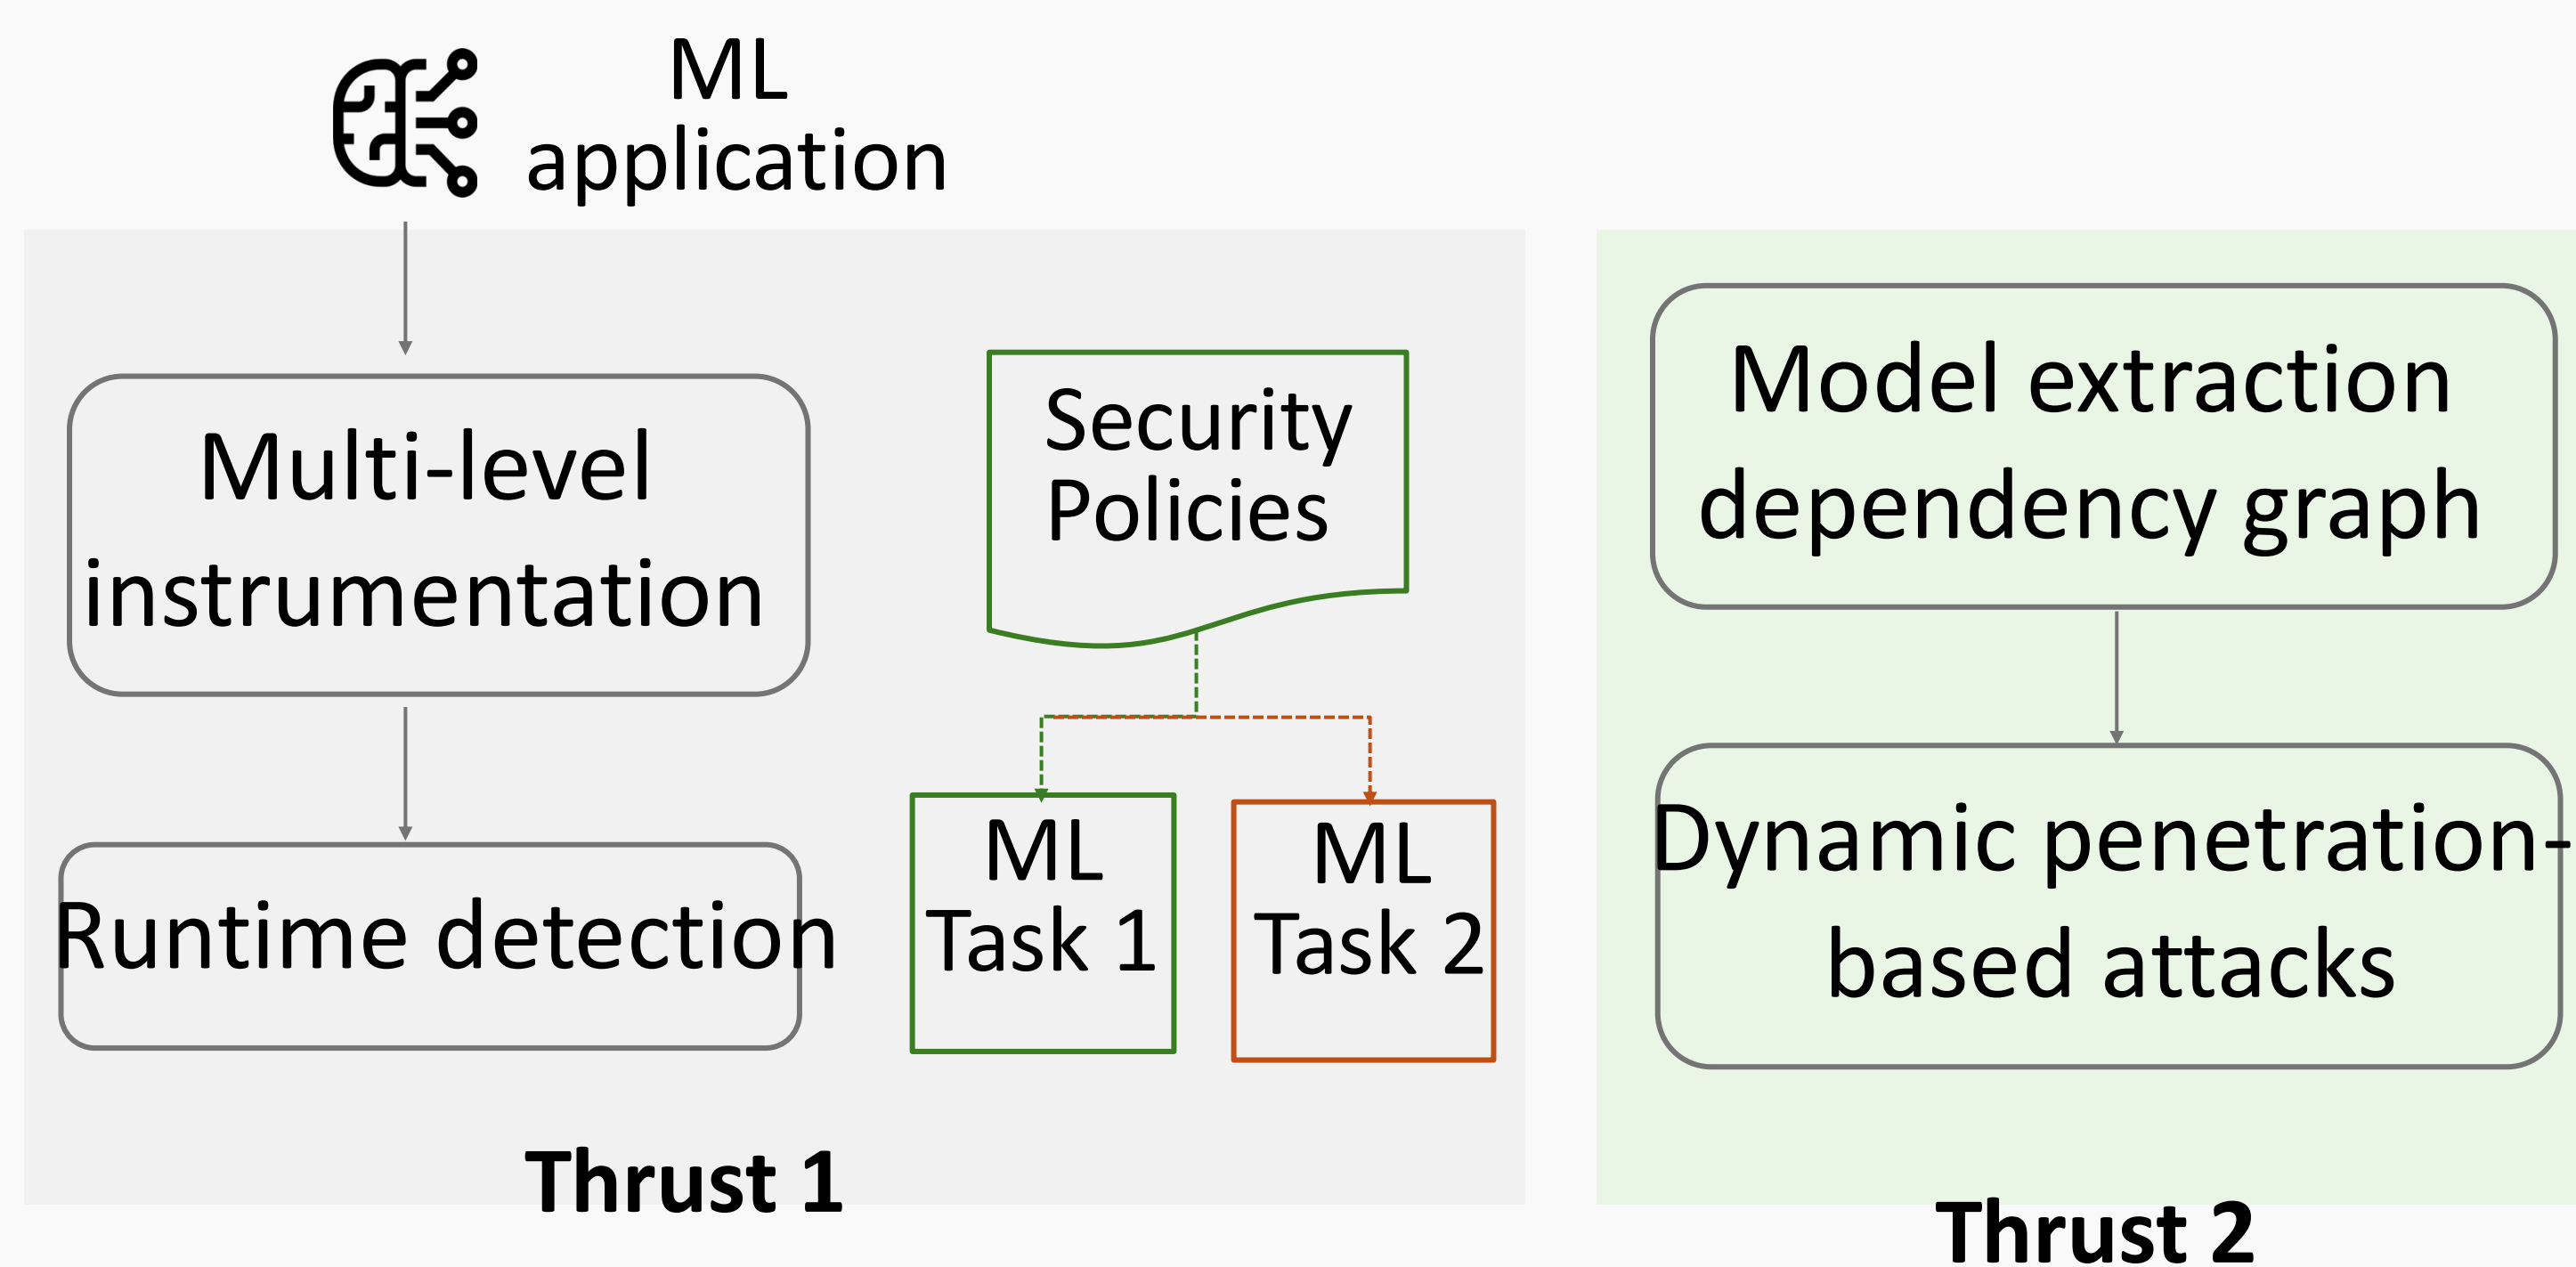 ML
application
Multi-level
instrumentation
Runtime detection
Security
Policies
ML
Task 1
ML
Task 2
Thrust 1
Model extraction
dependency graph
Dynamic penetration-
based attacks
Thrust 2